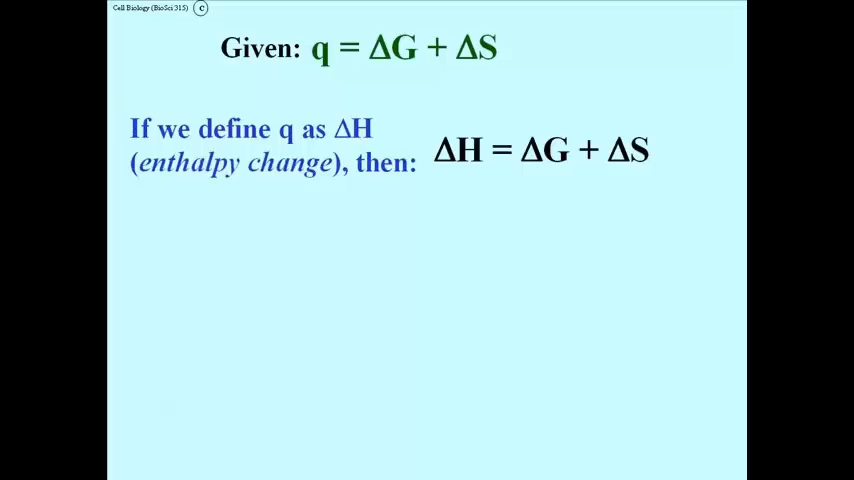 Cell Biology (BioSci 315) C
Given: q = ΔG + ΔS
If we define q as ΔH
(enthalpy change), then: ΔH = ΔG + ΔS